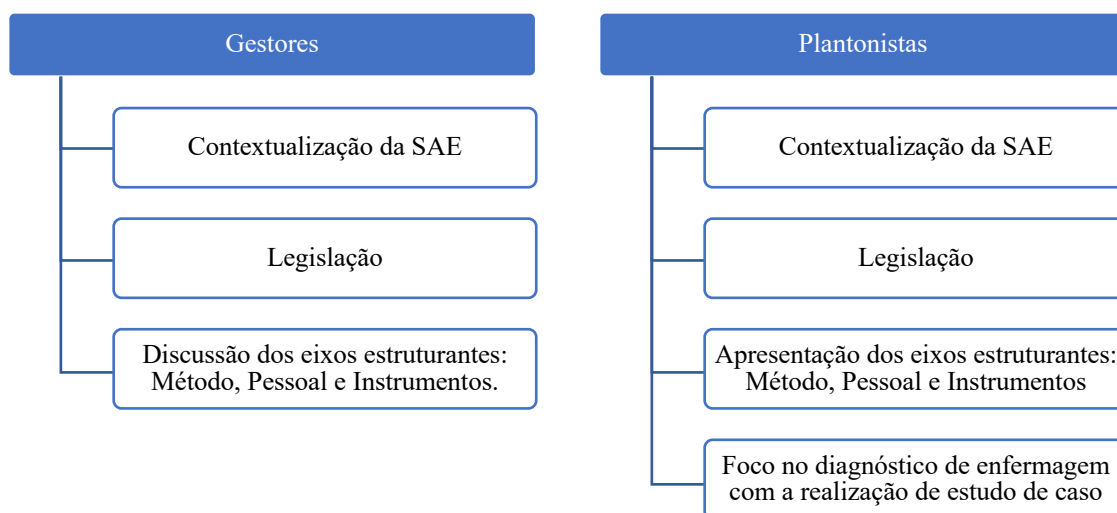 Gestores
Contextualização da SAE
Legislação
Discussão dos eixos estruturantes:
Método, Pessoal e Instrumentos.
Plantonistas
Contextualização da SAE
Legislação
Apresentação dos eixos estruturantes:
Método, Pessoal e Instrumentos
Foco no diagnóstico de enfermagem
com a realização de estudo de caso